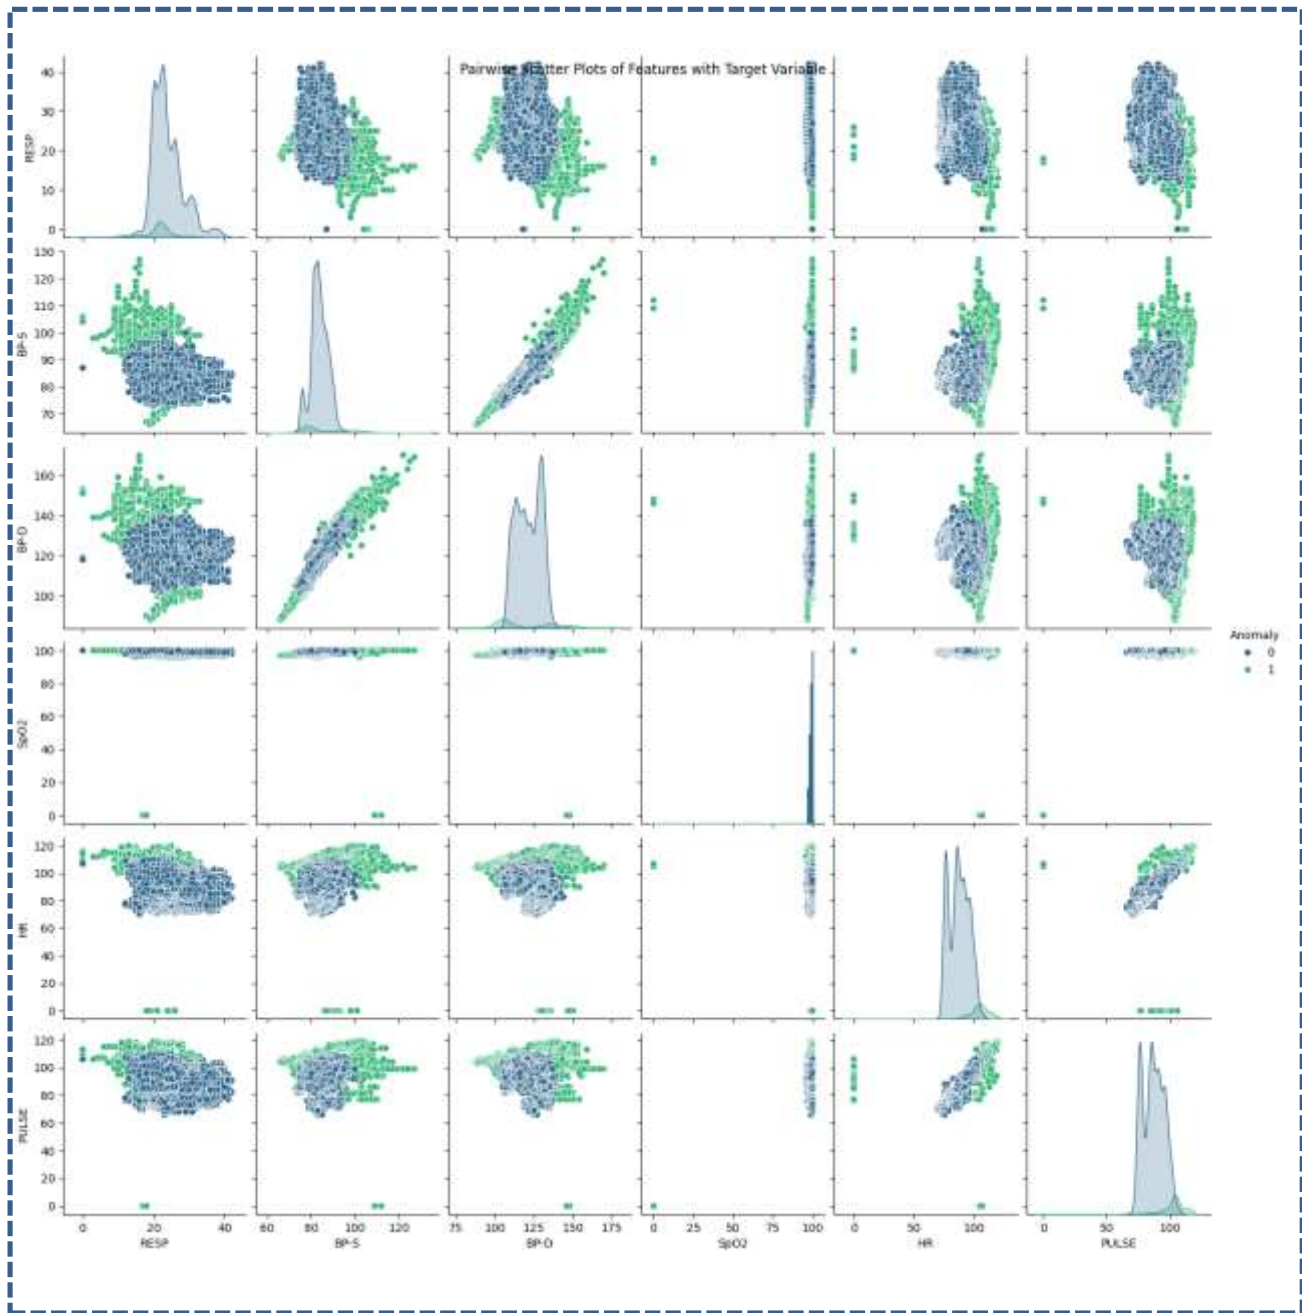 Pairwise Scatter Plots of Features with Target Variable
RESP
40
30
20
10
0
BP-S
130
120
110
100
90
80
70
BP-D
160
140
120
100
SpO2
100
80
60
40
20
0
HR
120
100
80
60
40
20
0
PULSE
120
100
80
60
40
20
0
Anomaly
0
1
0 20 40
60 80 100 120
75 100 125 150 175
0 25 50 75 100
0 50 100
0 50 100
RESP BP-S BP-D SpO2 HR PULSE